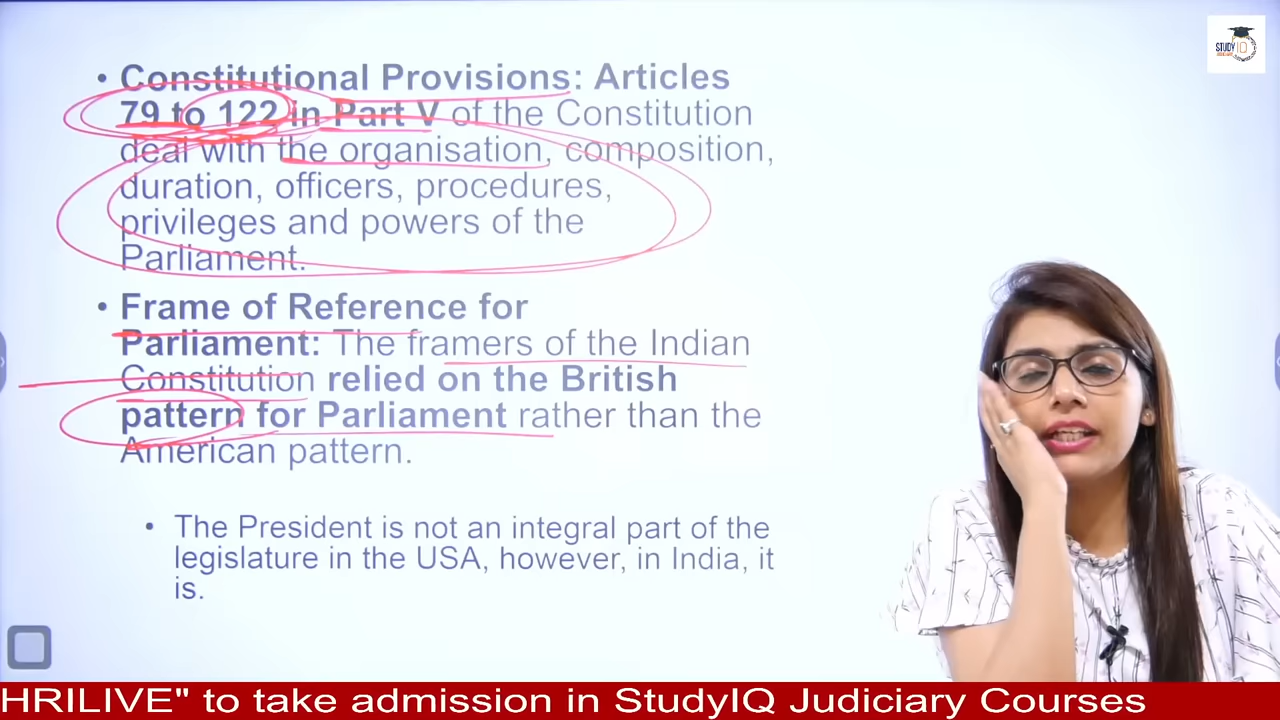 • Constitutional Provisions: Articles
79 to 122 in Part V of the Constitution
deal with the organisation, composition,
duration, officers, procedures,
privileges and powers of the
Parliament.
• Frame of Reference for
Parliament: The framers of the Indian
Constitution relied on the British
pattern for Parliament rather than the
American pattern.
• The President is not an integral part of the
legislature in the USA, however, in India, it
is.
STUDY IQ
HRILIVE" to take admission in StudyIQ Judiciary Courses